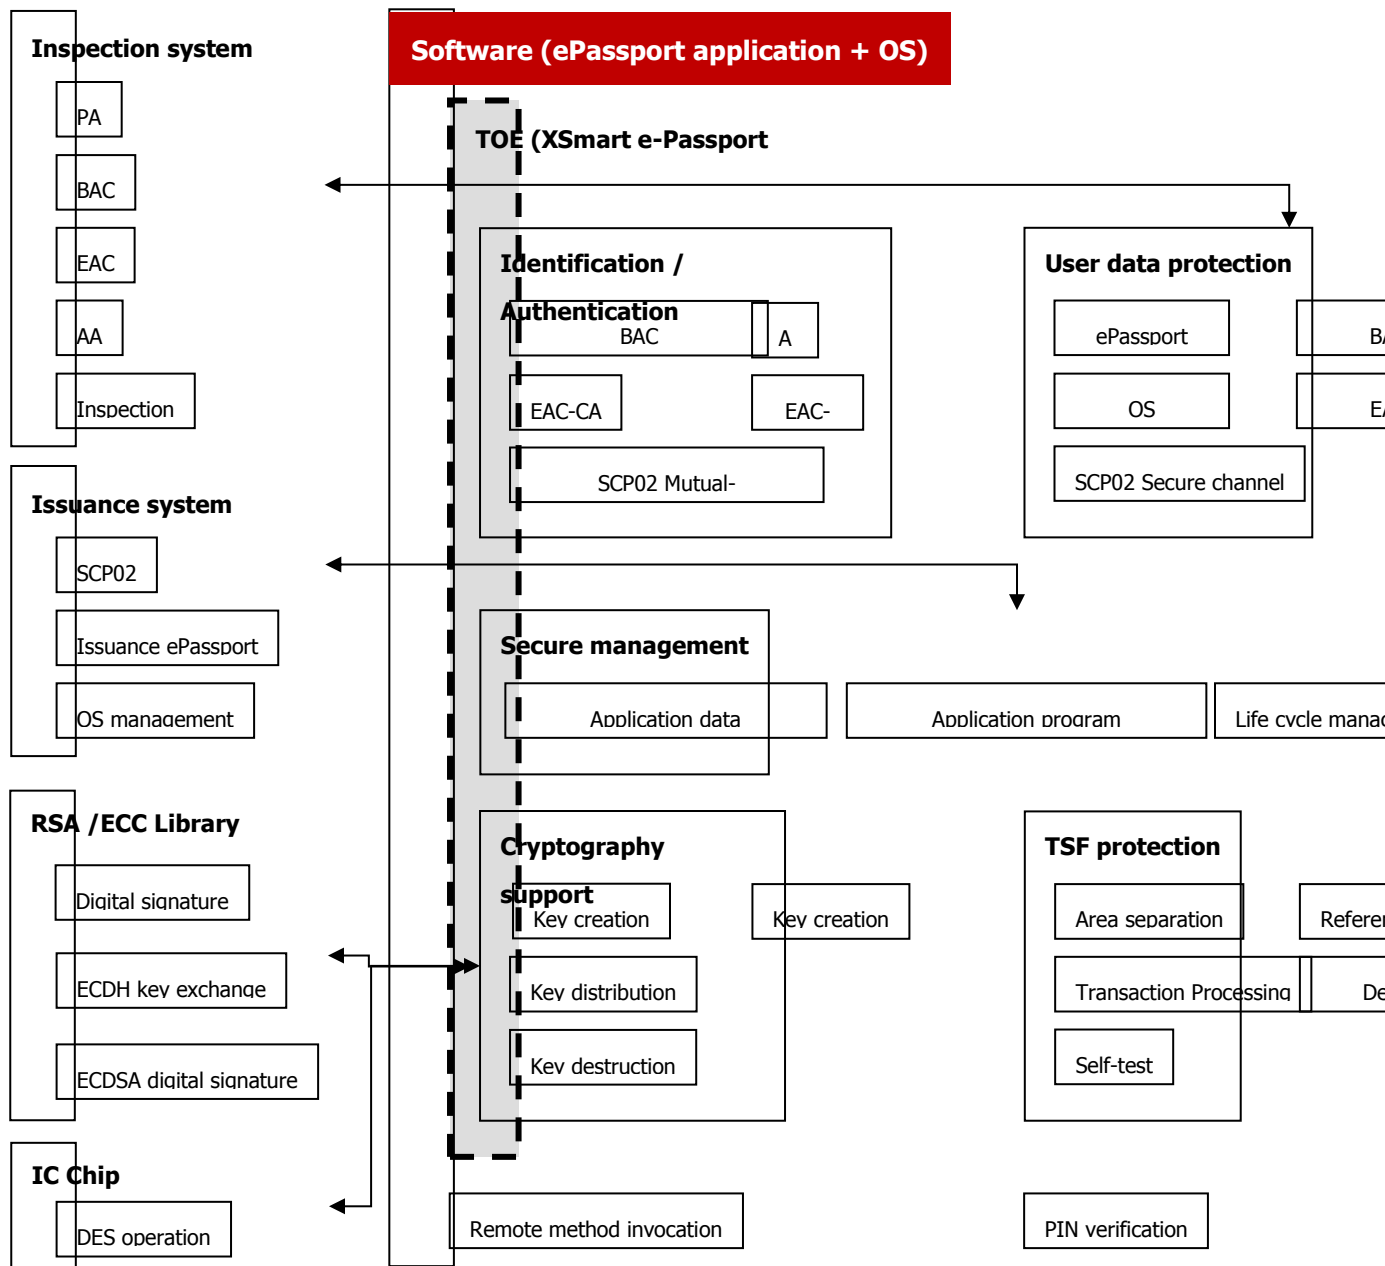 Inspection system
PA
BAC
EAC
AA
Inspection
Issuance system
SCP02
Issuance ePassport
OS management
RSA /ECC Library
Digital signature
ECDH key exchange
ECDSA digital signature
IC Chip
DES operation
Software (ePassport application + OS)
TOE (XSmart e-Passport
Identification /
Authentication
BAC
A
EAC-CA
EAC-
SCP02 Mutual-
User data protection
ePassport
OS
SCP02 Secure channel
Secure management
Application data
Application program
Life cycle
Cryptography
support
Key creation
Key creation
Key distribution
Key destruction
TSF protection
Area separation
Transaction Processing
Self-test
Remote method invocation
PIN verification